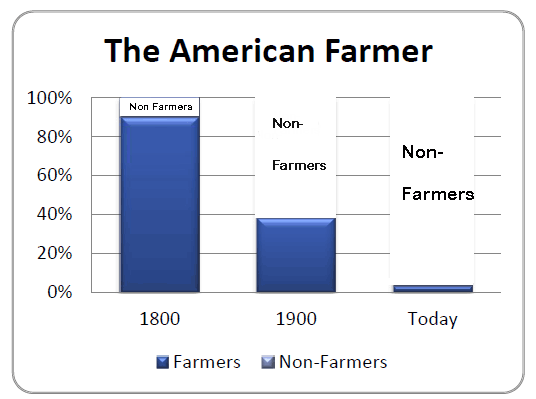 The American Farmer
100%
80%
60%
40%
20%
0%
Non Farmers
Non-
Farmers
Non-
Farmers
1800 1900 Today
Farmers Non-Farmers